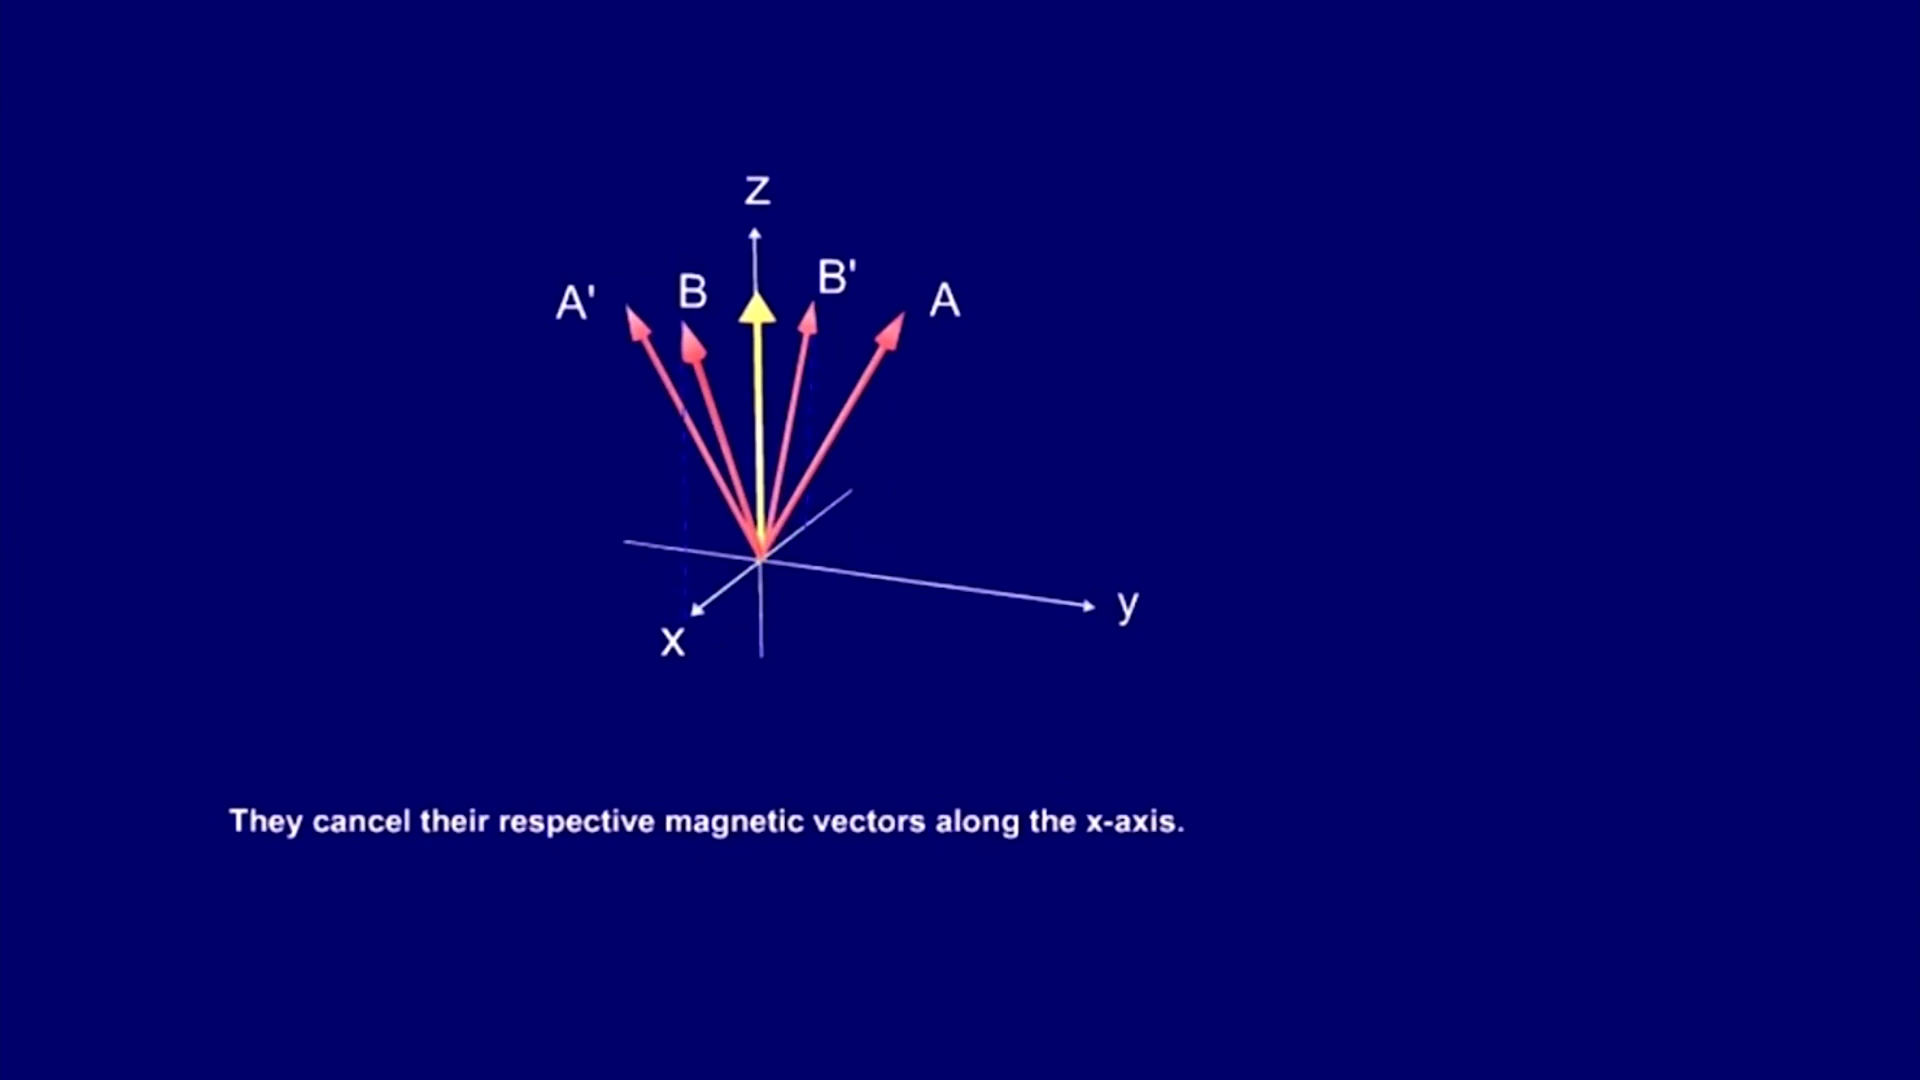 z
A' B B' A
y
x
They cancel their respective magnetic vectors along the x-axis.